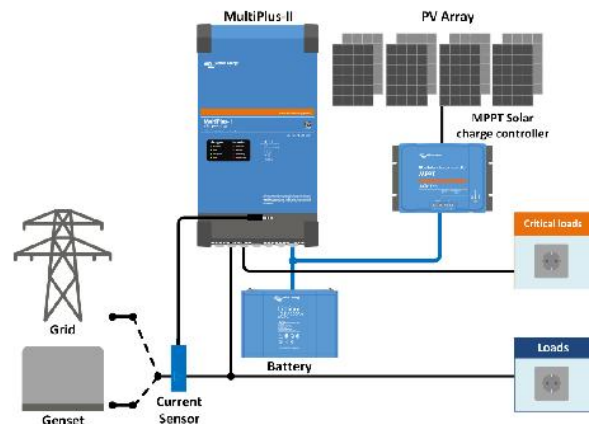 MultiPlus-II
PV Array
MPPT Solar
charge controller
Critical loads
Grid
Loads
Battery
Current
Sensor
Genset